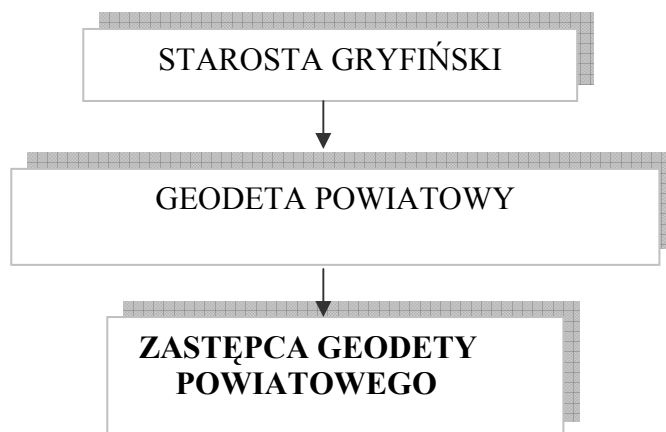 STAROSTA GRYFIŃSKI
GEODETA POWIATOWY
ZASTĘPCA GEODETY
POWIATOWEGO